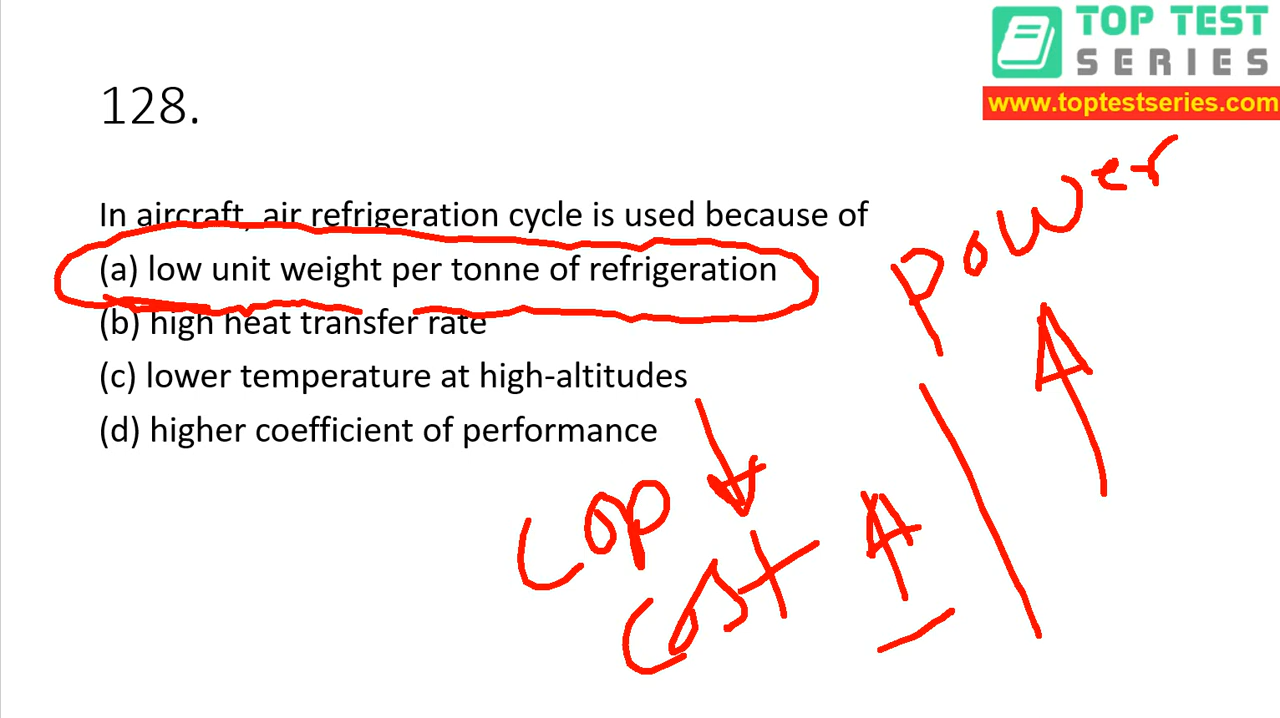 TOP TEST
SERIES
www.toptestseries.com
128.
In aircraft, air refrigeration cycle is used because of
(a) low unit weight per tonne of refrigeration
(b) high heat transfer rate
(c) lower temperature at high-altitudes
(d) higher coefficient of performance
power
COP
Cost